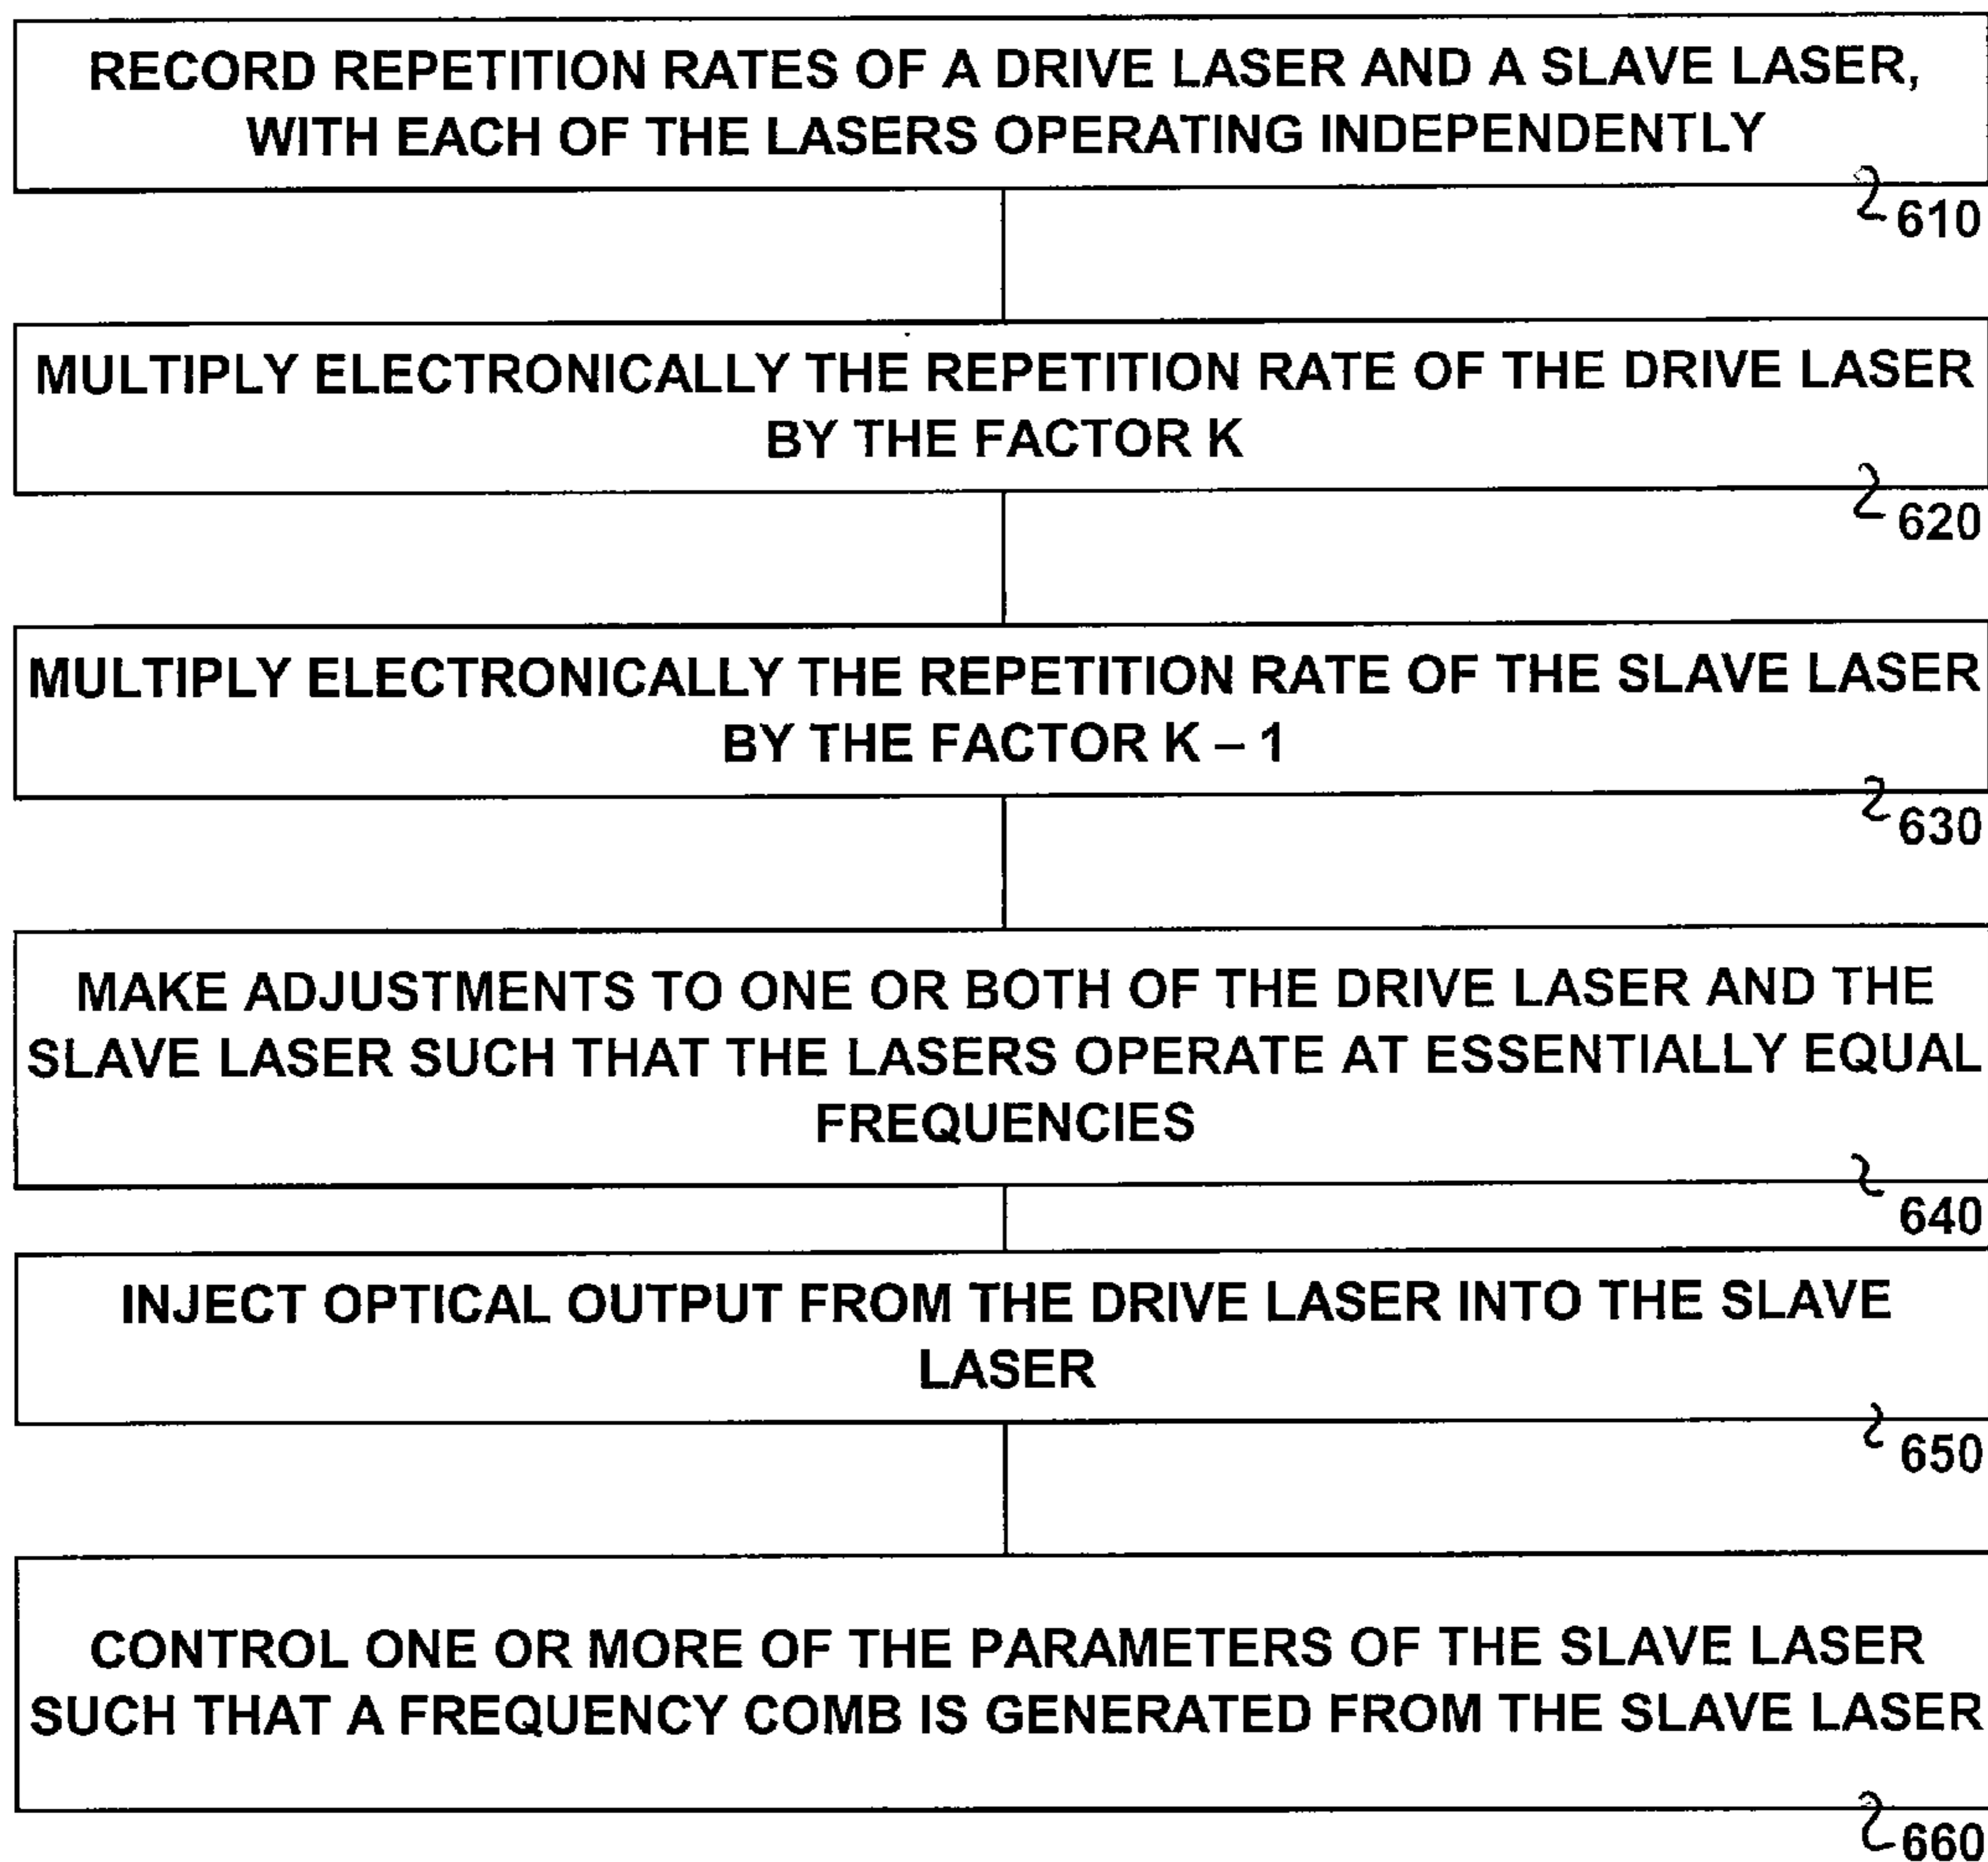 RECORD REPETITION RATES OF A DRIVE LASER AND A SLAVE LASER,
WITH EACH OF THE LASERS OPERATING INDEPENDENTLY
610
MULTIPLY ELECTRONICALLY THE REPETITION RATE OF THE DRIVE LASER
BY THE FACTOR K
620
MULTIPLY ELECTRONICALLY THE REPETITION RATE OF THE SLAVE LASER
BY THE FACTOR K – 1
630
MAKE ADJUSTMENTS TO ONE OR BOTH OF THE DRIVE LASER AND THE
SLAVE LASER SUCH THAT THE LASERS OPERATE AT ESSENTIALLY EQUAL
FREQUENCIES
640
INJECT OPTICAL OUTPUT FROM THE DRIVE LASER INTO THE SLAVE
LASER
650
CONTROL ONE OR MORE OF THE PARAMETERS OF THE SLAVE LASER
SUCH THAT A FREQUENCY COMB IS GENERATED FROM THE SLAVE LASER
660